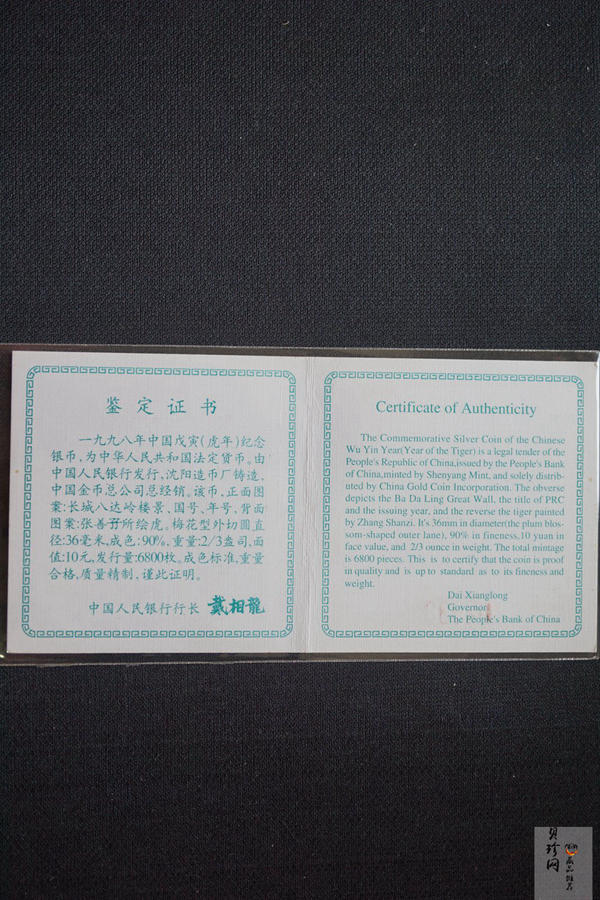 鉴定证书
一九九八年中国戊寅(虎年)纪念
银币,为中华人民共和国法定货币。由
中国人民银行发行,沈阳造币厂铸造,
中国金币总公司总经销。该币,正面图
案:长城八达岭楼景、国号、年号,背面
图案:张善孖所绘虎。梅花型外切圆直
径:36毫米,成色:90%,重量:2/3盎司,面
值:10元,发行量:6800枚。成色标准,重量
合格,质量精制,谨此证明。
中国人民银行行长 戴相龍
Certificate of Authenticity
The Commemorative Silver Coin of the Chinese
Wu Yin Year(Year of the Tiger) is a legal tender of the
People's Republic of China,issued by the People's Bank
of China,minted by Shenyang Mint, and solely distrib-
uted by China Gold Coin Incorporation. The obverse
depicts the Ba Da Ling Great Wall, the title of PRC
and the issuing year, and the reverse the tiger painted
by Zhang Shanzi. It's 36mm in diameter(the plum blos-
som-shaped outer lane), 90% in fineness,10 yuan in
face value, and 2/3 ounce in weight. The total mintage
is 6800 pieces. This is to certify that the coin is proof
in quality and is up to standard as to its fineness and
weight.
Dai Xianglong
Governor
The People's Bank of China
贝珍网
藏品推荐